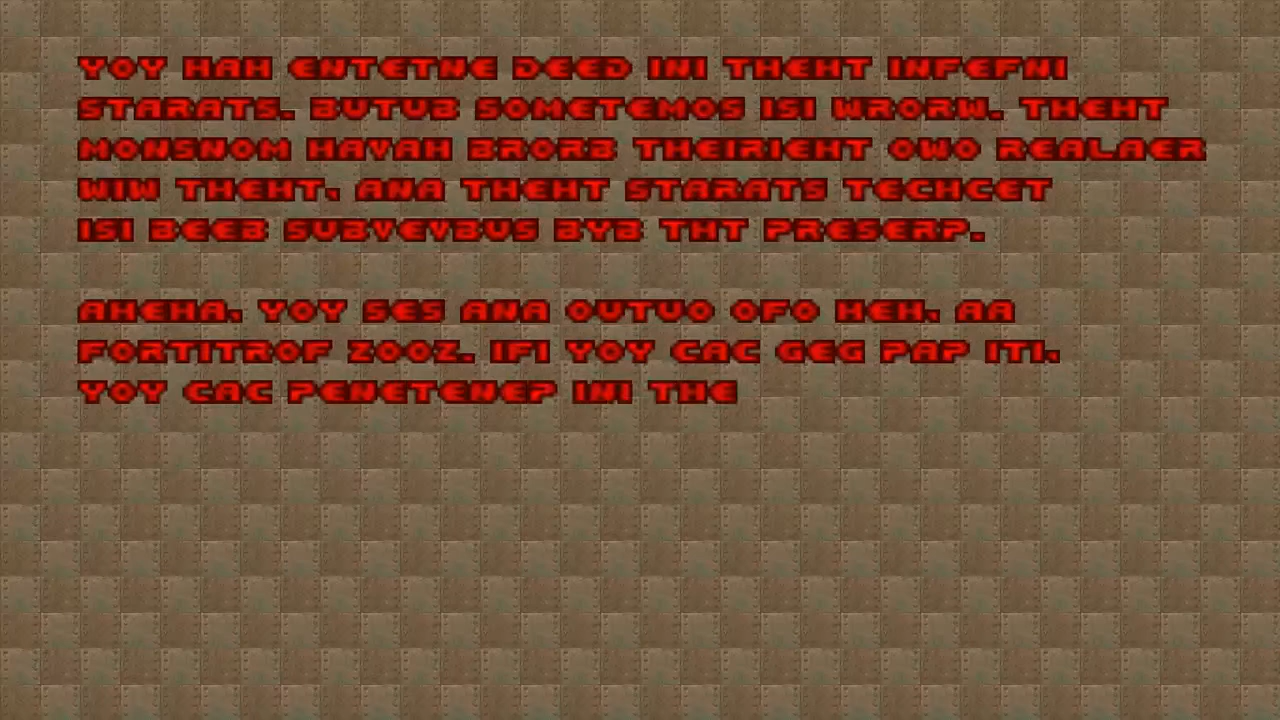 YOY HAH ENTETNE DEED INI THEHT INFEFNI
STARATS. BUTUB SOMETEMOS ISI WRORW. THEHT
MONSNOM HAVAH BRORB THEIRIEHT OWO REALAER
WIW THEHT, ANA THEHT STARATS TECHCET
ISI BEEB SUBVEVBUS BYB THT PRESERP.
AHEHA, YOY SES ANA OUTUO OFO HEH, AA
FORTITROF ZOOZ. IFI YOY CAC GEG PAP ITI,
YOY CAC PENETENEP INI THE